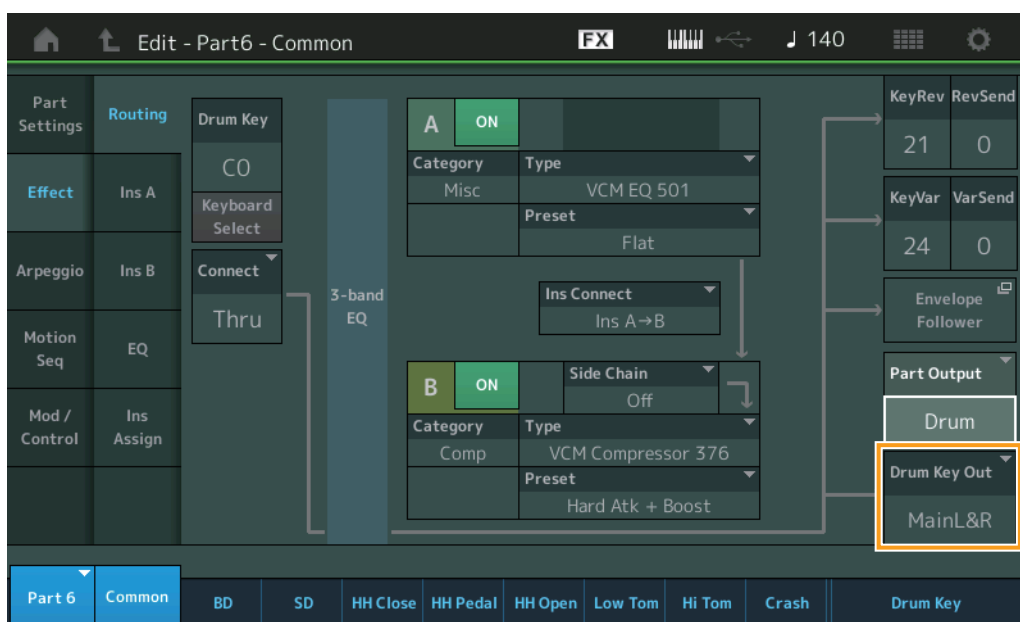 Edit - Part6 - Common
FX
♩ 140
Part
Settings
Effect
Arpeggio
Motion
Seq
Mod /
Control
Routing
Ins A
Ins B
EQ
Ins
Assign
Drum Key
C0
Keyboard
Select
Connect
Thru
3-band
EQ
A
ON
Category
Misc
Type
VCM EQ 501
Preset
Flat
Ins Connect
Ins A→B
B
ON
Side Chain
Off
Category
Comp
Type
VCM Compressor 376
Preset
Hard Atk + Boost
KeyRev RevSend
21 0
KeyVar VarSend
24 0
Envelope
Follower
Part Output
Drum
Drum Key Out
MainL&R
Part 6 Common BD SD HH Close HH Pedal HH Open Low Tom Hi Tom Crash Drum Key